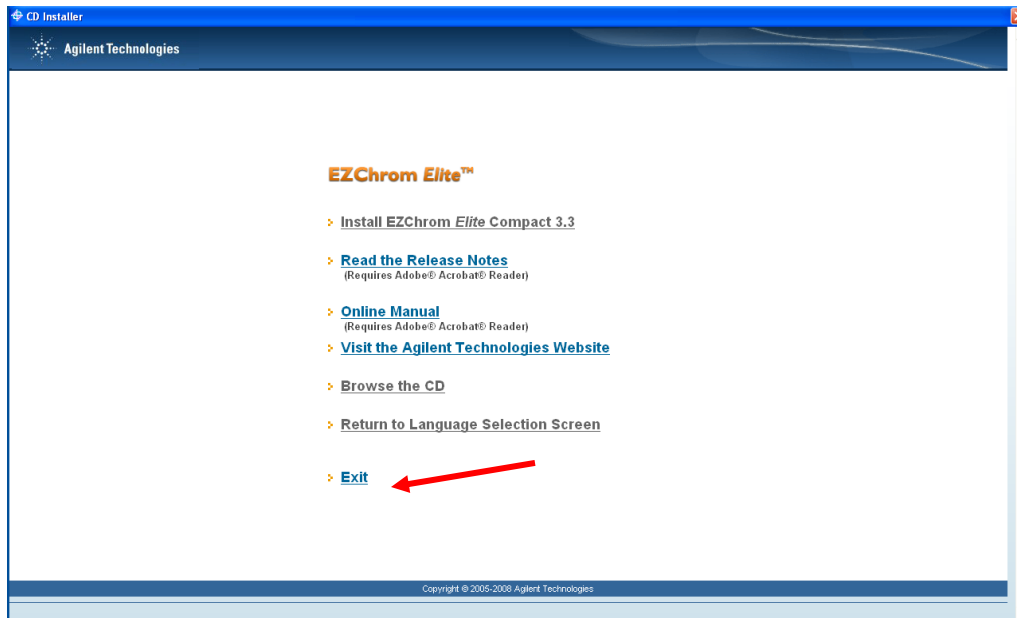 CD Installer
Agilent Technologies
EZChrom Elite™
Install EZChrom Elite Compact 3.3
Read the Release Notes
(Requires Adobe® Acrobat® Reader)
Online Manual
(Requires Adobe® Acrobat® Reader)
Visit the Agilent Technologies Website
Browse the CD
Return to Language Selection Screen
Exit
Copyright © 2005-2008 Agilent Technologies